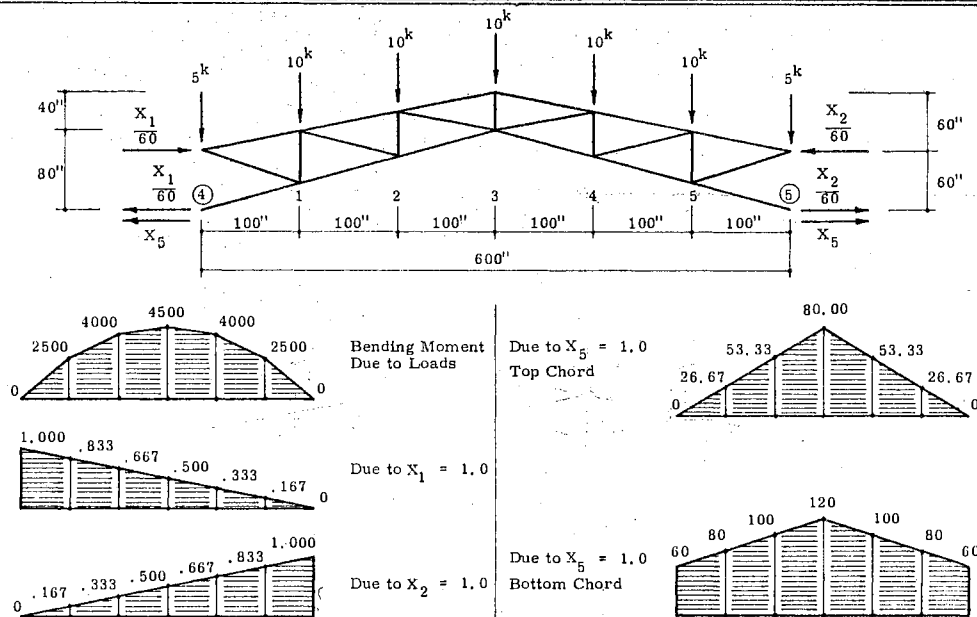 10k
10k 10k
10k 10k
5k 5k
40"
80"
X1
60
X1
60
X5
④ 1 2 3 4 5 ⑤
X2
60
X2
60
X5
60"
60"
100" 100" 100" 100" 100" 100"
600"
0 2500 4000 4500 4000 2500 0
Bending Moment
Due to Loads
1.000 .833 .667 .500 .333 .167 0
Due to X1 = 1.0
0 .167 .333 .500 .667 .833 1.000
Due to X2 = 1.0
Due to X5 = 1.0
Top Chord
0 26.67 53.33 80.00 53.33 26.67 0
Due to X5 = 1.0
Bottom Chord
60 80 100 120 100 80 60